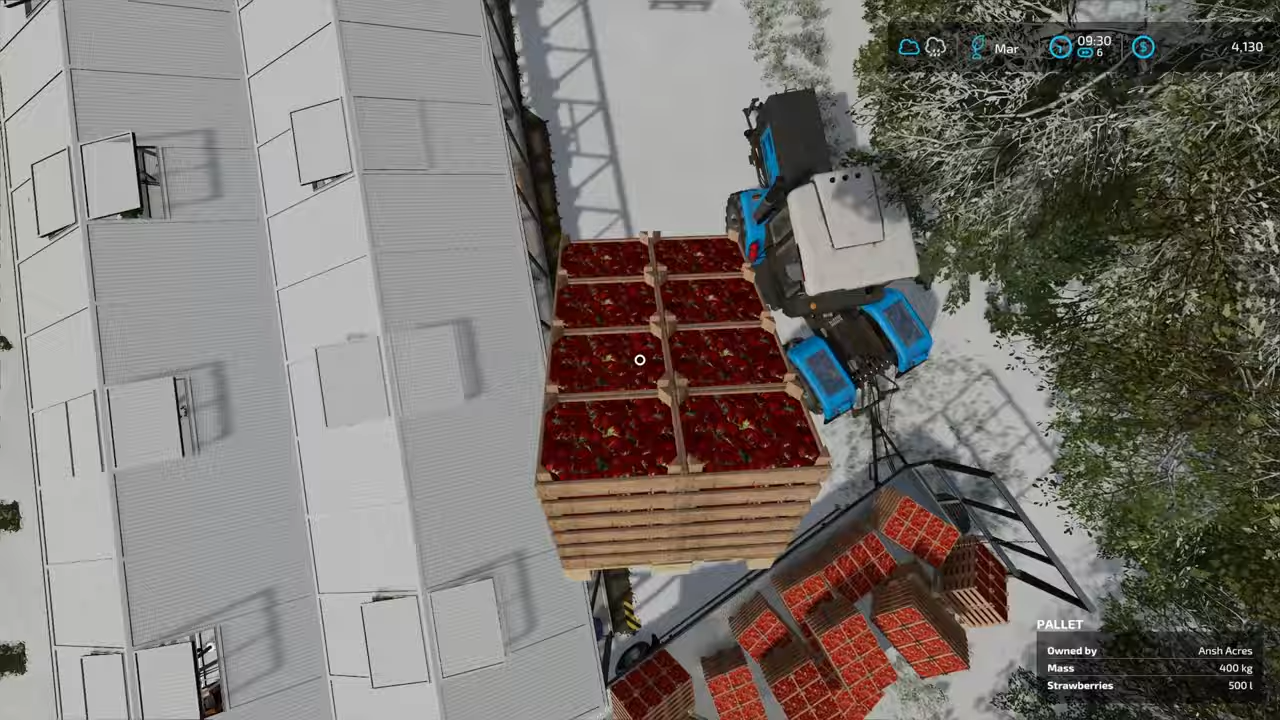 Mar
09:30
6
4,130
PALLET
Owned by Ansh Acres
Mass 400 kg
Strawberries 500 l